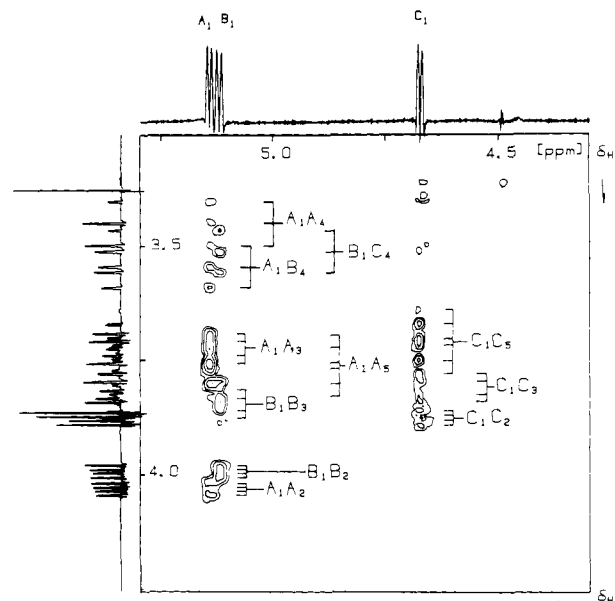 A₁ B₁ C₁
5.0 4.5 [ppm] δH
3.5
A₁A₄
B₁C₄
A₁B₄
A₁A₃ C₁C₅
A₁A₅
C₁C₃
B₁B₃
C₁C₂
4.0 B₁B₂
A₁A₂
δH